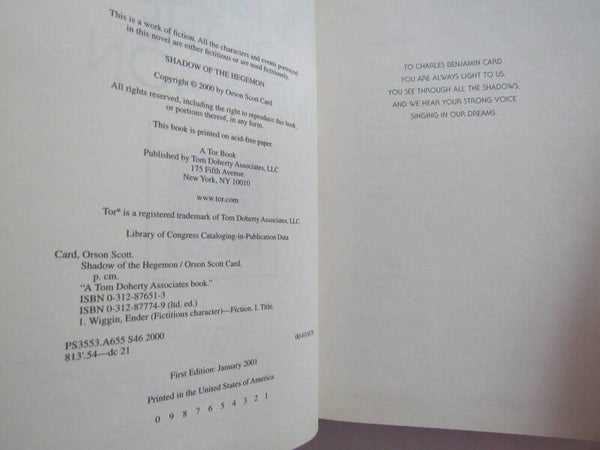 This is a work of fiction. All the characters and events portrayed
in this novel are either fictitious or are used fictitiously.
SHADOW OF THE HEGEMON
Copyright © 2000 by Orson Scott Card
All rights reserved, including the right to reproduce this book,
or portions thereof, in any form.
This book is printed on acid-free paper.
A Tor Book
Published by Tom Doherty Associates, LLC
175 Fifth Avenue
New York, NY 10010
www.tor.com
Tor® is a registered trademark of Tom Doherty Associates, LLC.
Library of Congress Cataloging-in-Publication Data
Card, Orson Scott.
Shadow of the Hegemon / Orson Scott Card.
p. cm.
"A Tom Doherty Associates book."
ISBN 0-312-87651-3
ISBN 0-312-87774-9 (ltd. ed.)
1. Wiggin, Ender (Fictitious character)—Fiction. I. Title.
PS3553.A655 S46 2000
813'.54—dc 21
First Edition: January 2001
Printed in the United States of America
0 9 8 7 6 5 4 3 2 1
TO CHARLES BENJAMIN CARD
YOU ARE ALWAYS LIGHT TO US,
YOU SEE THROUGH ALL THE SHADOWS,
AND WE HEAR YOUR STRONG VOICE
SINGING IN OUR DREAMS.